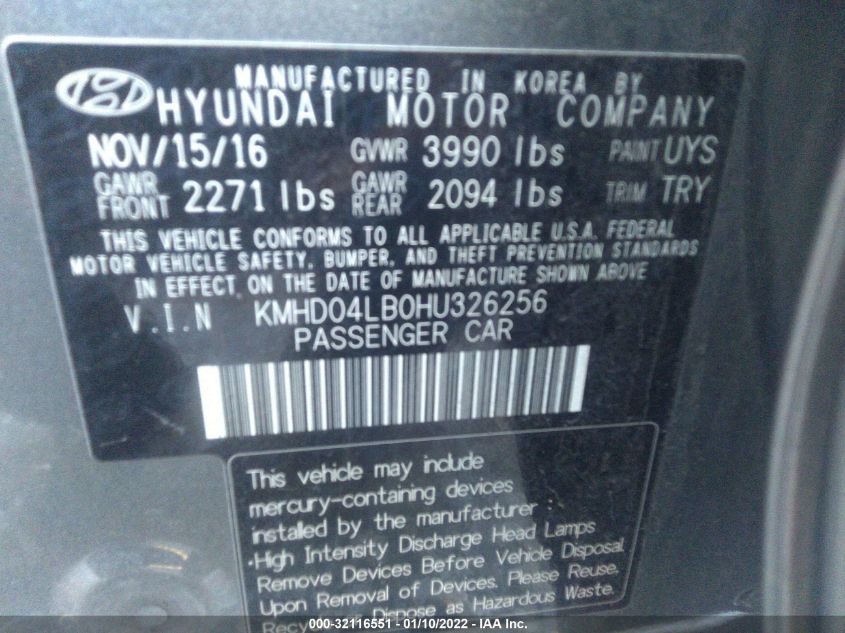 MANUFACTURED IN KOREA BY
HYUNDAI MOTOR COMPANY
NOV/15/16 GVWR 3990 lbs PAINT UYS
GAWR FRONT 2271 lbs GAWR REAR 2094 lbs TRIM TRY
THIS VEHICLE CONFORMS TO ALL APPLICABLE U.S.A. FEDERAL
MOTOR VEHICLE SAFETY, BUMPER, AND THEFT PREVENTION STANDARDS
IN EFFECT ON THE DATE OF MANUFACTURE SHOWN ABOVE
V.I.N KMHD04LB0HU326256
PASSENGER CAR
This vehicle may include
mercury-containing devices
installed by the manufacturer :
·High Intensity Discharge Head Lamps
Remove Devices Before Vehicle Disposal.
Upon Removal of Devices. Please Reuse.
Recycle Dispose as Hazardous Waste.
000-32116551 - 01/10/2022 - IAA Inc.